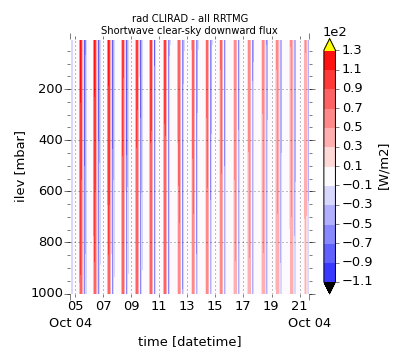 rad CLIRAD - all RRTMG
Shortwave clear-sky downward flux
1e2
1.3
1.1
0.9
0.7
0.5
0.3
0.1
−0.1
−0.3
−0.5
−0.7
−0.9
−1.1
[W/m2]
ilev [mbar]
200
400
600
800
1000
05 07 09 11 13 15 17 19 21
Oct 04 Oct 04
time [datetime]